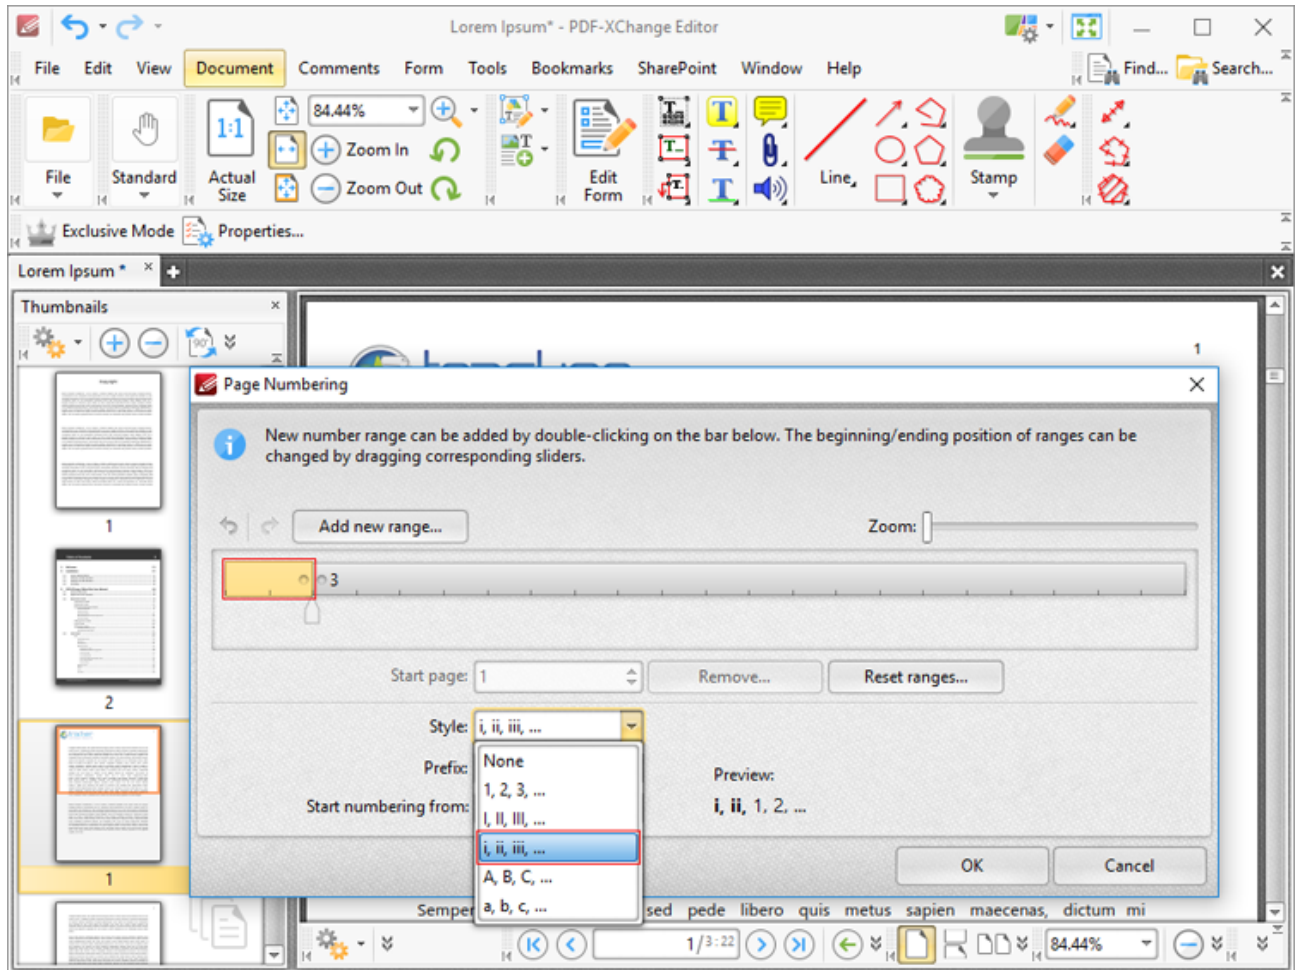 Lorem Ipsum* - PDF-XChange Editor
File Edit View Document Comments Form Tools Bookmarks SharePoint Window Help
Find... Search...
1:1
84.44%
Zoom In
Zoom Out
File
Standard
Actual
Size
Edit
Form
Line
Stamp
Exclusive Mode Properties...
Lorem Ipsum *
Thumbnails
90°
1
1
2
1
Page Numbering
New number range can be added by double-clicking on the bar below. The beginning/ending position of ranges can be
changed by dragging corresponding sliders.
Add new range...
Zoom:
3
Start page: 1 Remove... Reset ranges...
Style: i, ii, iii, ...
Prefix:
Start numbering from:
None
1, 2, 3, ...
I, II, III, ...
i, ii, iii, ...
A, B, C, ...
a, b, c, ...
Preview:
i, ii, 1, 2, ...
OK Cancel
Semper sed pede libero quis metus sapien maecenas, dictum mi
1/3:22
84.44%